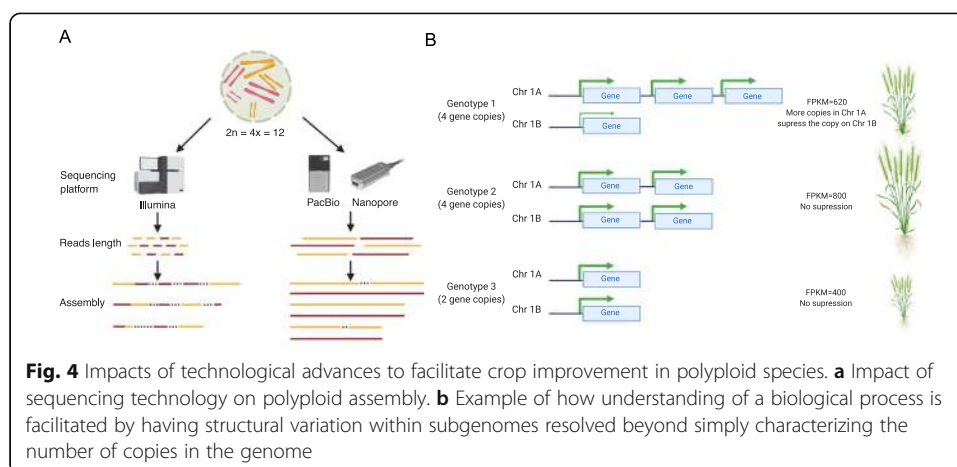 A
2n = 4x = 12
Sequencing
platform
Illumina
PacBio Nanopore
Reads length
Assembly
B
Genotype 1
(4 gene copies)
Chr 1A
Gene
Gene
Gene
Chr 1B
Gene
FPKM=620
More copies in Chr 1A
supress the copy on Chr 1B
Genotype 2
(4 gene copies)
Chr 1A
Gene
Gene
Chr 1B
Gene
Gene
FPKM=800
No supression
Genotype 3
(2 gene copies)
Chr 1A
Gene
Chr 1B
Gene
FPKM=400
No supression
Fig. 4 Impacts of technological advances to facilitate crop improvement in polyploid species. a Impact of
sequencing technology on polyploid assembly. b Example of how understanding of a biological process is
facilitated by having structural variation within subgenomes resolved beyond simply characterizing the
number of copies in the genome